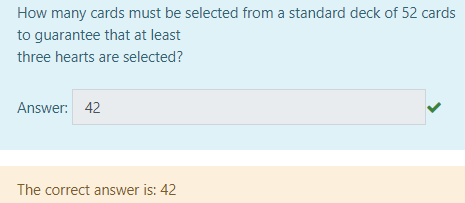 How many cards must be selected from a standard deck of 52 cards
to guarantee that at least
three hearts are selected?
Answer: 42
The correct answer is: 42